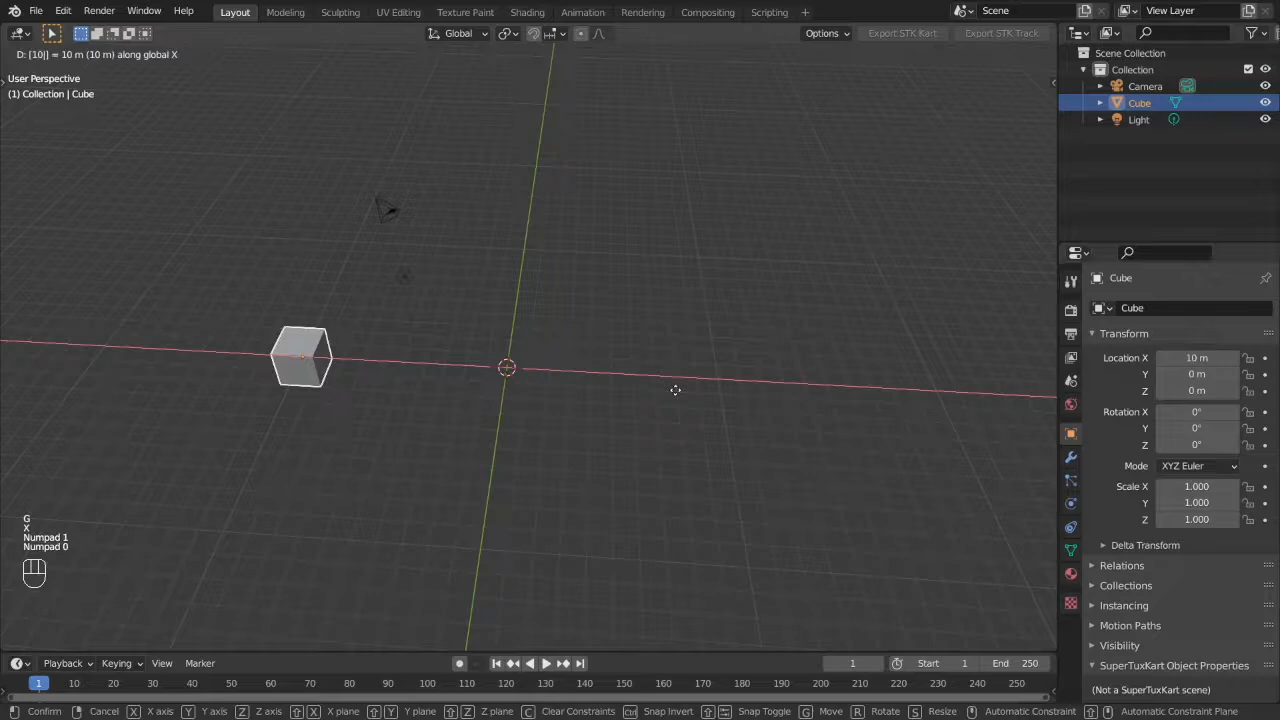 File Edit Render Window Help Layout Modeling Sculpting UV Editing Texture Paint Shading Animation Rendering Compositing Scripting + Scene View Layer
Global Options Export STK Kart Export STK Track
D: [10|] = 10 m (10 m) along global X
User Perspective
(1) Collection | Cube
Scene Collection
Collection
Camera
Cube
Light
Cube
Cube
Transform
Location X 10 m
Y 0 m
Z 0 m
Rotation X 0°
Y 0°
Z 0°
Mode XYZ Euler
Scale X 1.000
Y 1.000
Z 1.000
Delta Transform
Relations
Collections
Instancing
Motion Paths
Visibility
SuperTuxKart Object Properties
(Not a SuperTuxKart scene)
G
X
Numpad 1
Numpad 0
Playback Keying View Marker 1 Start 1 End 250
1 10 20 30 40 50 60 70 80 90 100 110 120 130 140 150 160 170 180 190 200 210 220 230 240 250
Confirm Cancel X X axis Y Y axis Z Z axis X X plane Y Y plane Z Z plane C Clear Constraints Ctrl Snap Invert Snap Toggle G Move R Rotate S Resize Automatic Constraint Automatic Constraint Pl